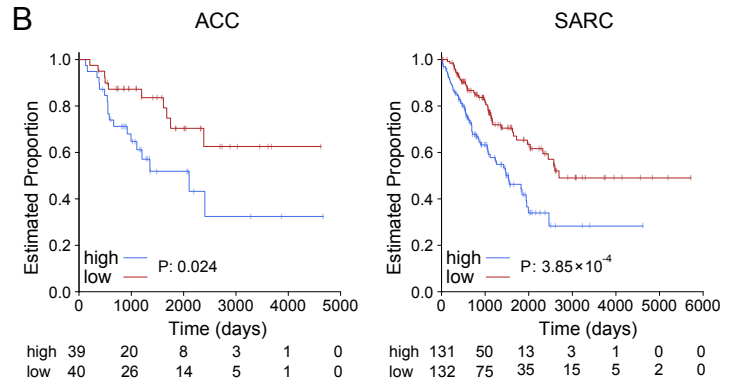 B
ACC
SARC
Estimated Proportion
1.0
0.8
0.6
0.4
0.2
0.0
high
low
P: 0.024
0 1000 2000 3000 4000 5000
Time (days)
high 39 20 8 3 1 0
low 40 26 14 5 1 0
Estimated Proportion
1.0
0.8
0.6
0.4
0.2
0.0
high
low
P: 3.85×10⁻⁴
0 1000 2000 3000 4000 5000 6000
Time (days)
high 131 50 13 3 1 0 0
low 132 75 35 15 5 2 0